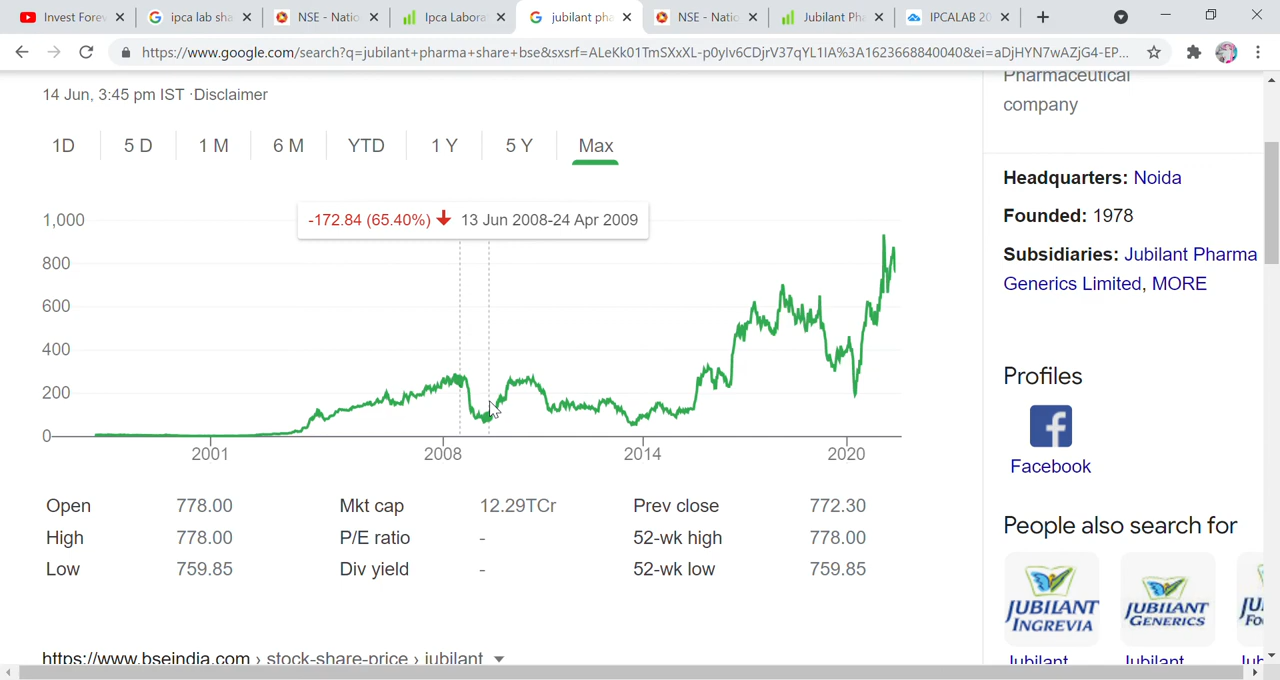 Invest Forev
ipca lab sha
NSE - Natio
Ipca Labora
jubilant pha
NSE - Natio
Jubilant Pha
IPCALAB 20
https://www.google.com/search?q=jubilant+pharma+share+bse&sxsrf=ALeKk01TmSXxXL-p0yIv6CDjrV37qYL1IA%3A1623668840040&ei=aDjHYN7wAZjG4-EP...
14 Jun, 3:45 pm IST ·Disclaimer
1D 5 D 1 M 6 M YTD 1 Y 5 Y Max
-172.84 (65.40%) 13 Jun 2008-24 Apr 2009
1,000
800
600
400
200
0
2001 2008 2014 2020
Open 778.00 Mkt cap 12.29TCr Prev close 772.30
High 778.00 P/E ratio - 52-wk high 778.00
Low 759.85 Div yield - 52-wk low 759.85
https://www.bseindia.com › stock-share-price › jubilant
Pharmaceutical
company
Headquarters: Noida
Founded: 1978
Subsidiaries: Jubilant Pharma
Generics Limited, MORE
Profiles
Facebook
People also search for
JUBILANT
INGREVIA
JUBILANT
GENERICS
JU
Fo
Jubilant
Jubilant
Jub